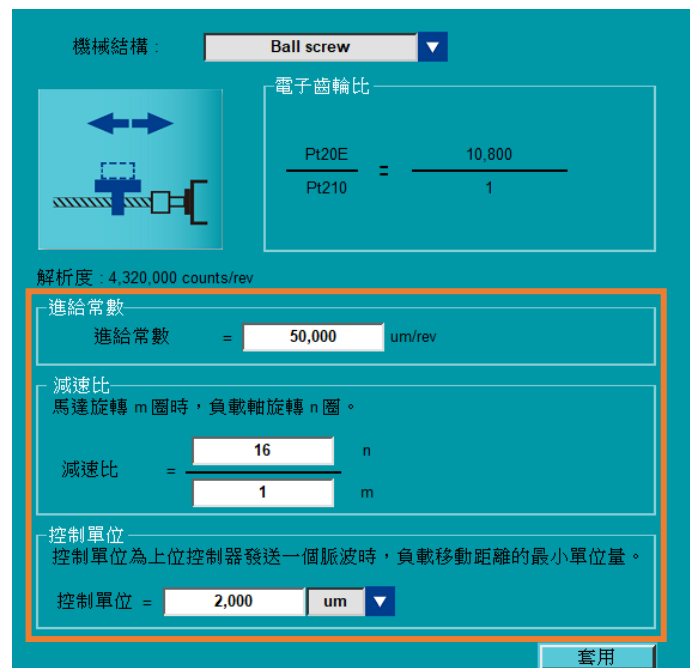 機械結構 : Ball screw
電子齒輪比
Pt20E = 10,800
Pt210 1
解析度 : 4,320,000 counts/rev
進給常數
進給常數 = 50,000 um/rev
減速比
馬達旋轉 m 圈時，負載軸旋轉 n 圈。
16 n
減速比 =
1 m
控制單位
控制單位為上位控制器發送一個脈波時，負載移動距離的最小單位量。
控制單位 = 2,000 um
套用